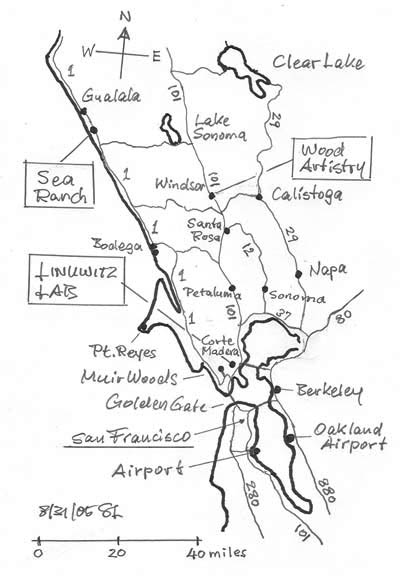 N
W
E
Clear Lake
1
101
Gualala
29
Lake
Sonoma
Wood
Artistry
Sea
Ranch
1
Windsor
101
Calistoga
Santa
Rosa
1
12
29
Bodega
LINKWITZ
LAB
Napa
Petaluma
Sonoma
80
101
37
1
Pt. Reyes
Corte
Madera
Muir Woods
Berkeley
Golden Gate
San Francisco
Oakland
Airport
Airport
280
880
101
8/31/05 SL
0
20
40 miles